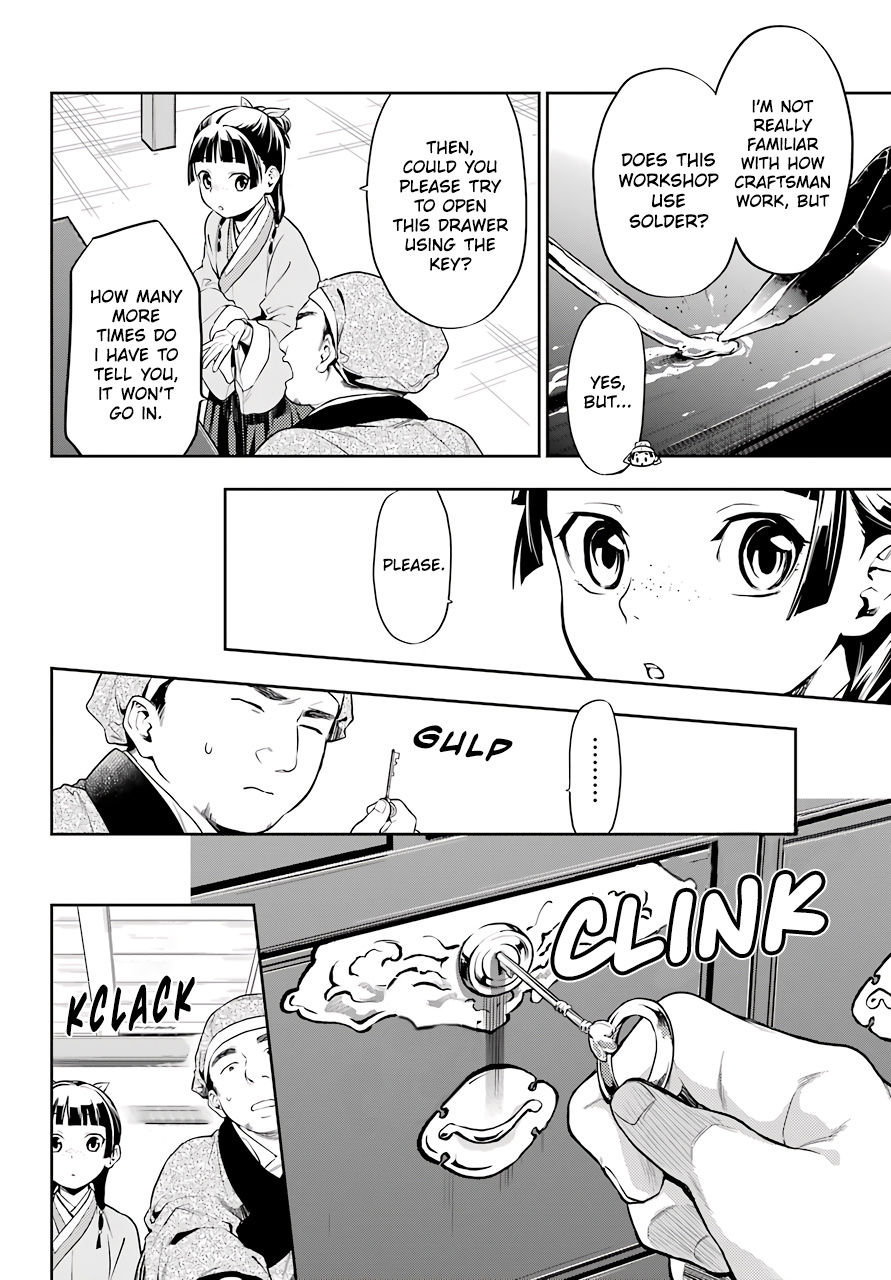 I'M NOT
REALLY
FAMILIAR
WITH HOW
CRAFTSMAN
WORK, BUT
DOES THIS
WORKSHOP
USE
SOLDER?
YES,
BUT...
THEN,
COULD YOU
PLEASE TRY
TO OPEN
THIS DRAWER
USING THE
KEY?
HOW MANY
MORE
TIMES DO
I HAVE TO
TELL YOU,
IT WON'T
GO IN.
PLEASE.
.........
GULP
CLINK
KCLACK